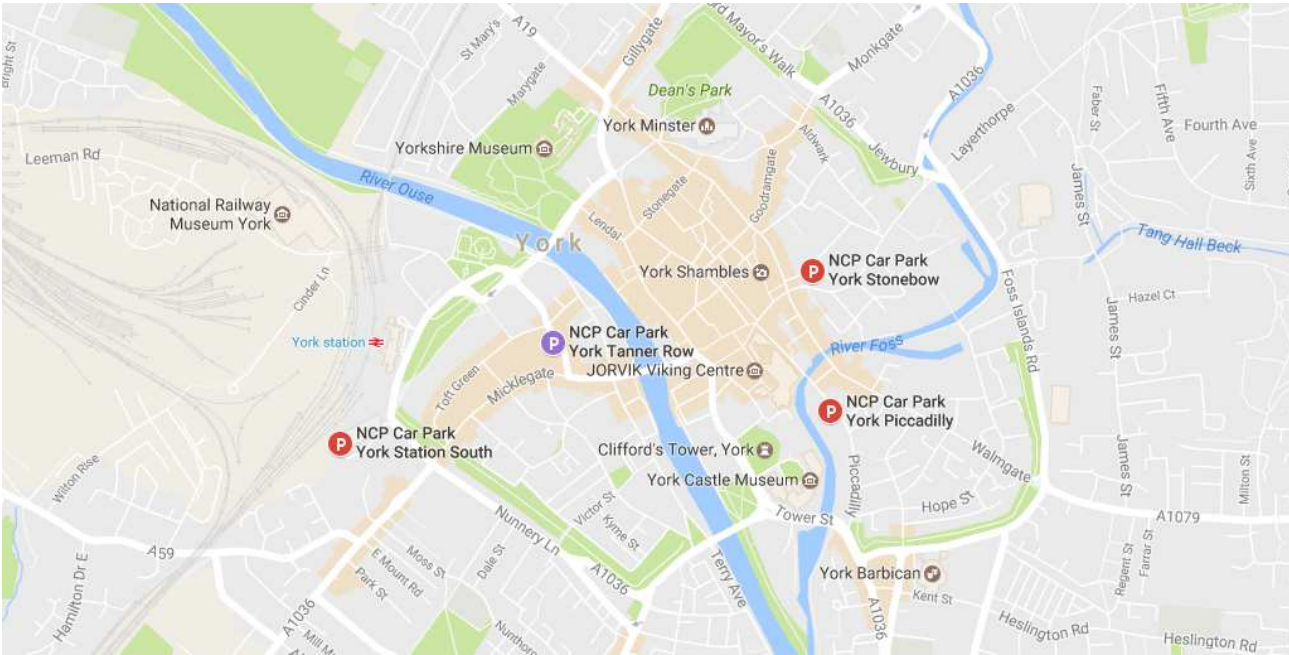 A19
St Mary's
Gillygate
Lord Mayor's Walk
Monkgate
A1036
Bright St
Marygate
Dean's Park
A1036
Layerthorpe
Faber St
Fifth Ave
Fourth Ave
Sixth Ave
York Minster
Aldwark
Jewbury
Yorkshire Museum
Leeman Rd
River Ouse
James St
National Railway
Museum York
Stonegate
Goodramgate
Lendal
York
Tang Hall Beck
York Shambles
P
NCP Car Park
York Stonebow
Cinder Ln
Foss Islands Rd
Hazel Ct
James St
York station
P
NCP Car Park
York Tanner Row
River Foss
JORVIK Viking Centre
Toft Green
Micklegate
P
NCP Car Park
York Piccadilly
P
NCP Car Park
York Station South
Clifford's Tower, York
Walmgate
James St
Wilton Rise
York Castle Museum
Piccadilly
Milton St
Victor St
Kyme St
Nunnery Ln
Tower St
Hope St
A1079
A59
Moss St
Dale St
E Mount Rd
Park St
A1036
Terry Ave
Regent St
Farrar St
Hamilton Dr E
York Barbican
Kent St
A1036
A1036
Mill M
Nunthor
Heslington Rd
Heslington Rd